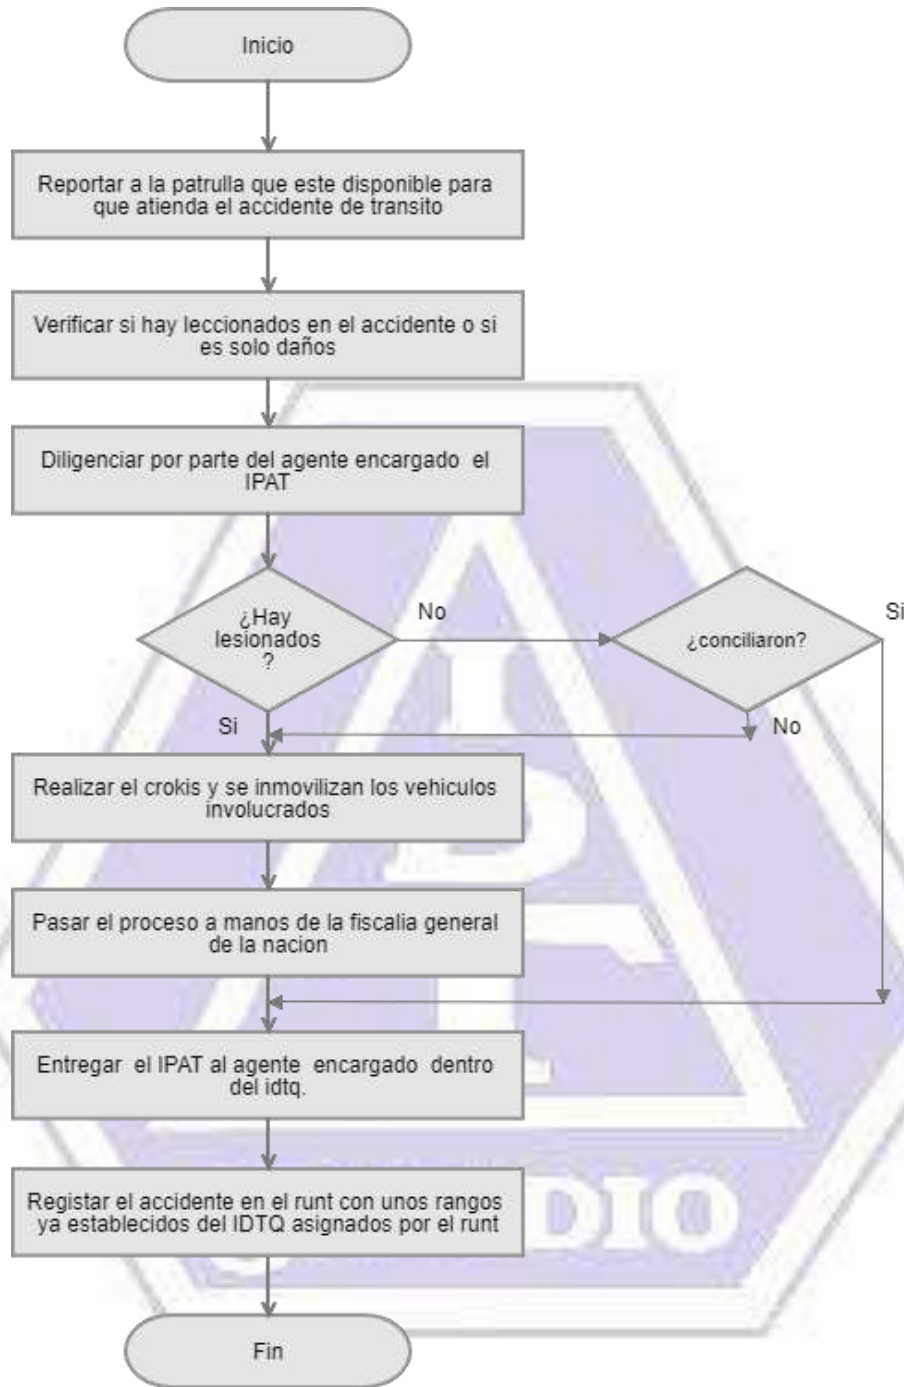 Inicio
Reportar a la patrulla que este disponible para
que atienda el accidente de transito
Verificar si hay leccionados en el accidente o si
es solo daños
Diligenciar por parte del agente encargado el
IPAT
¿Hay
lesionados
?
No
¿conciliaron?
Si
Si
No
Realizar el crokis y se inmovilizan los vehiculos
involucrados
Pasar el proceso a manos de la fiscalia general
de la nacion
Entregar el IPAT al agente encargado dentro
del idtq.
Registar el accidente en el runt con unos rangos
ya establecidos del IDTQ asignados por el runt
DIO
Fin